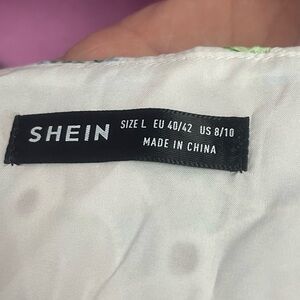 SHEIN
SIZE L EU 40/42 US 8/10
MADE IN CHINA